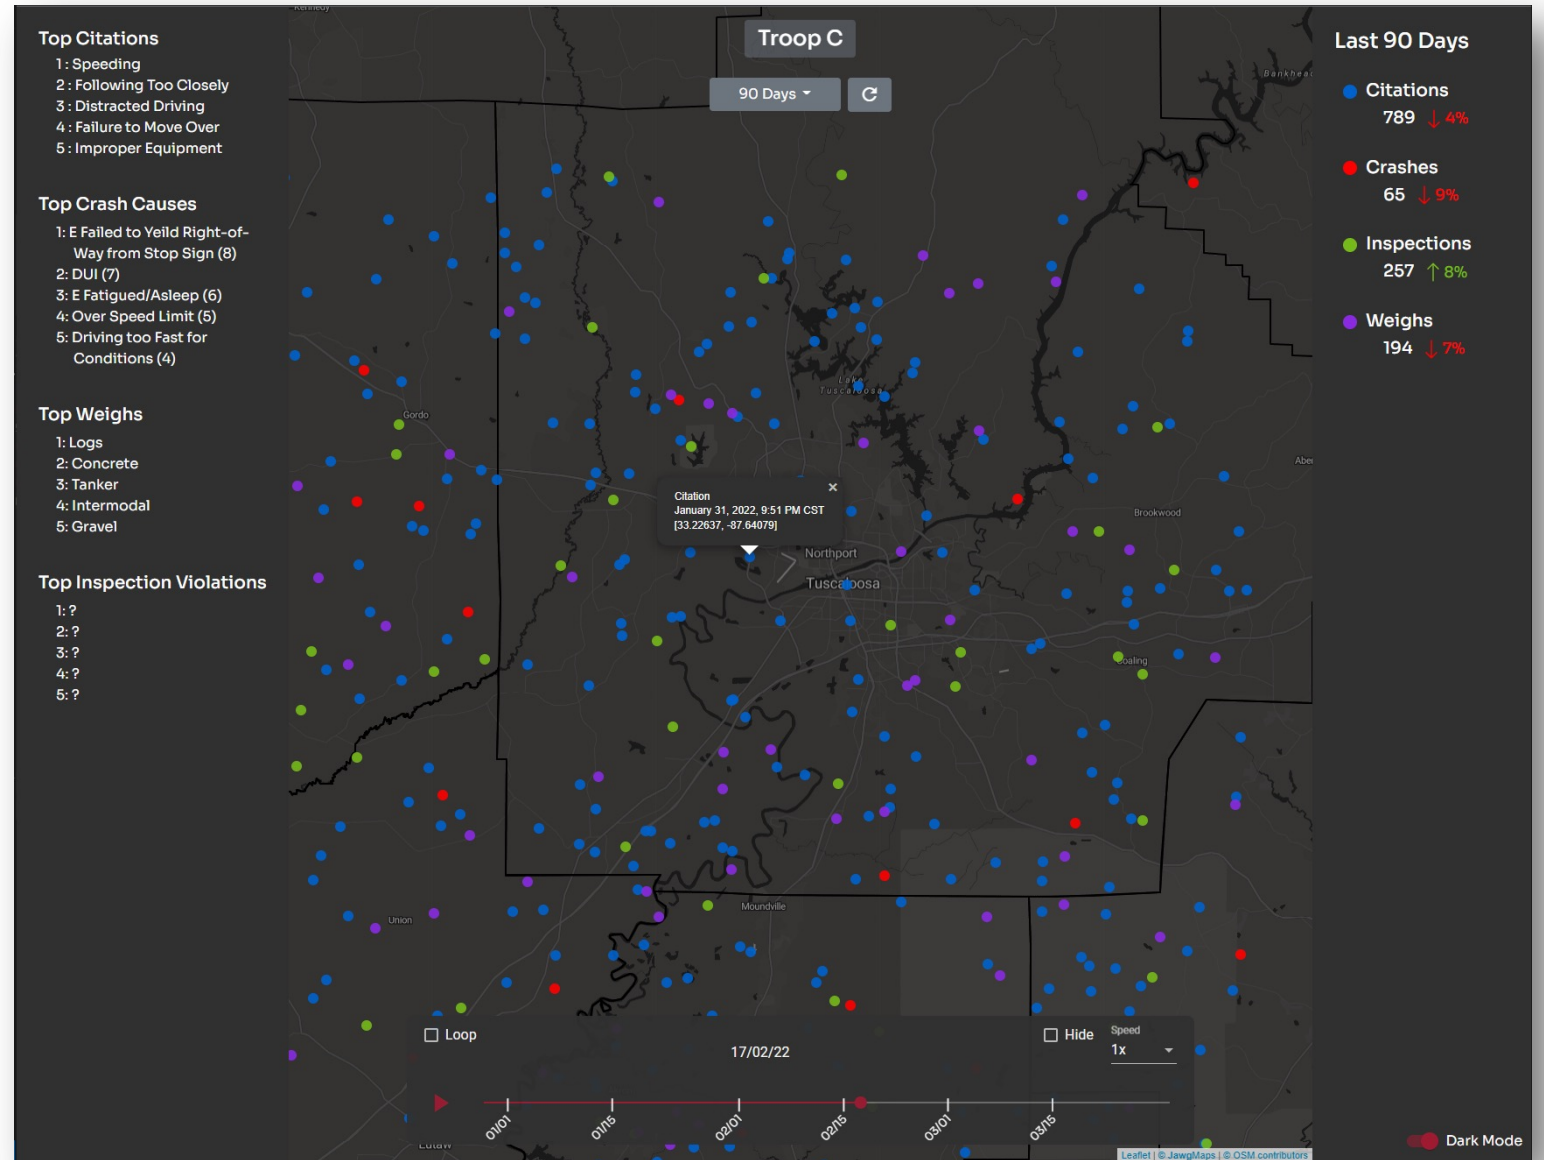 Top Citations
1 : Speeding
2 : Following Too Closely
3 : Distracted Driving
4 : Failure to Move Over
5 : Improper Equipment
Top Crash Causes
1: E Failed to Yeild Right-of-
Way from Stop Sign (8)
2: DUI (7)
3: E Fatigued/Asleep (6)
4: Over Speed Limit (5)
5: Driving too Fast for
Conditions (4)
Top Weighs
1: Logs
2: Concrete
3: Tanker
4: Intermodal
5: Gravel
Top Inspection Violations
1: ?
2: ?
3: ?
4: ?
5: ?
Kennedy
Troop C
90 Days
Bankhead
Lake
Tuscaloosa
Gordo
Citation
January 31, 2022, 9:51 PM CST
[33.22637, -87.64079]
×
Northport
Tuscaloosa
Brookwood
Coaling
Moundville
Union
Loop
17/02/22
Hide
Speed
1x
01/01
01/15
02/01
02/15
03/01
03/15
Eutaw
Leaflet | © JawgMaps | © OSM contributors
Last 90 Days
Citations
789 ↓ 4%
Crashes
65 ↓ 9%
Inspections
257 ↑ 8%
Weighs
194 ↓ 7%
Dark Mode